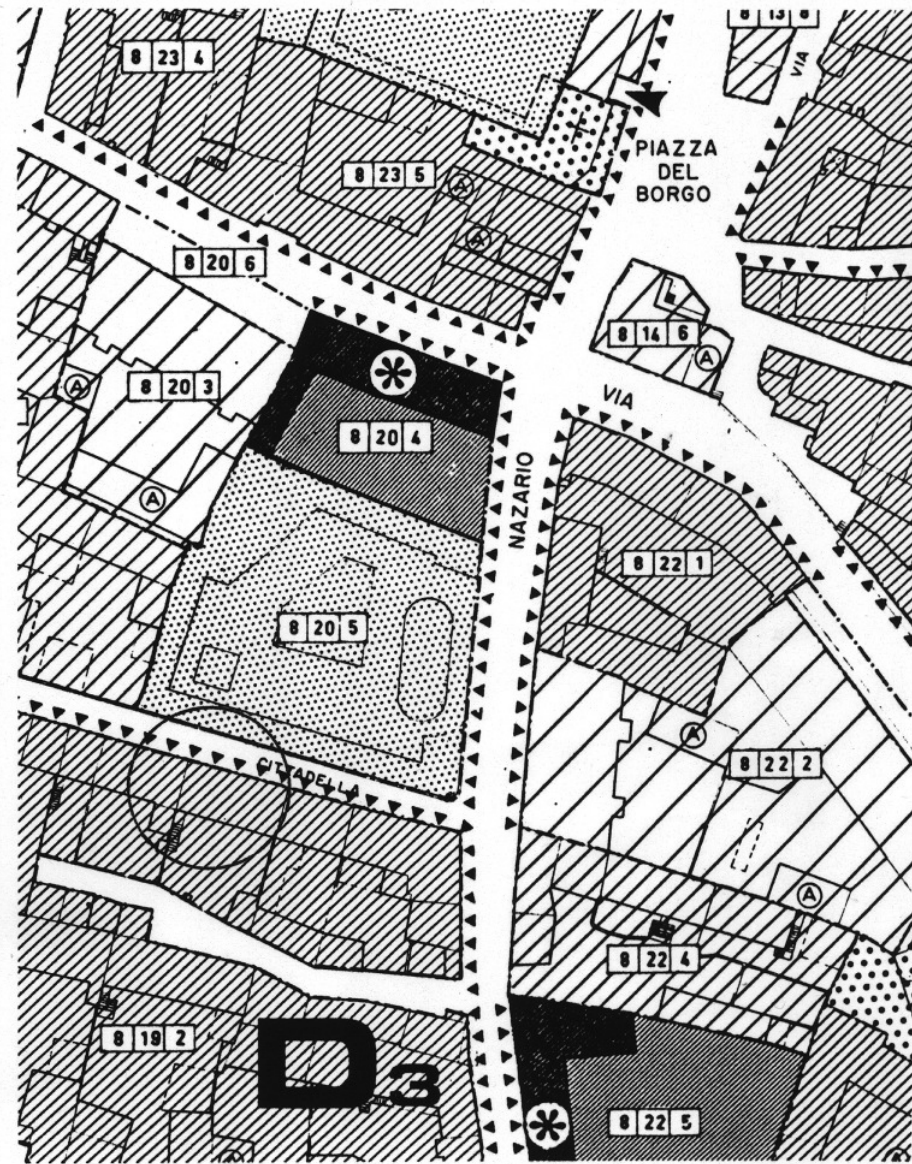 8 13 8
8 23 4
VIA
PIAZZA
DEL
BORGO
8 23 5
A
A
8 20 6
8 14 6
A
8 20 3
A
VIA
8 20 4
A
NAZARIO
8 22 1
8 20 5
A
8 22 2
CITTADELLA
A
8 22 4
8 19 2
D3
8 22 5
A